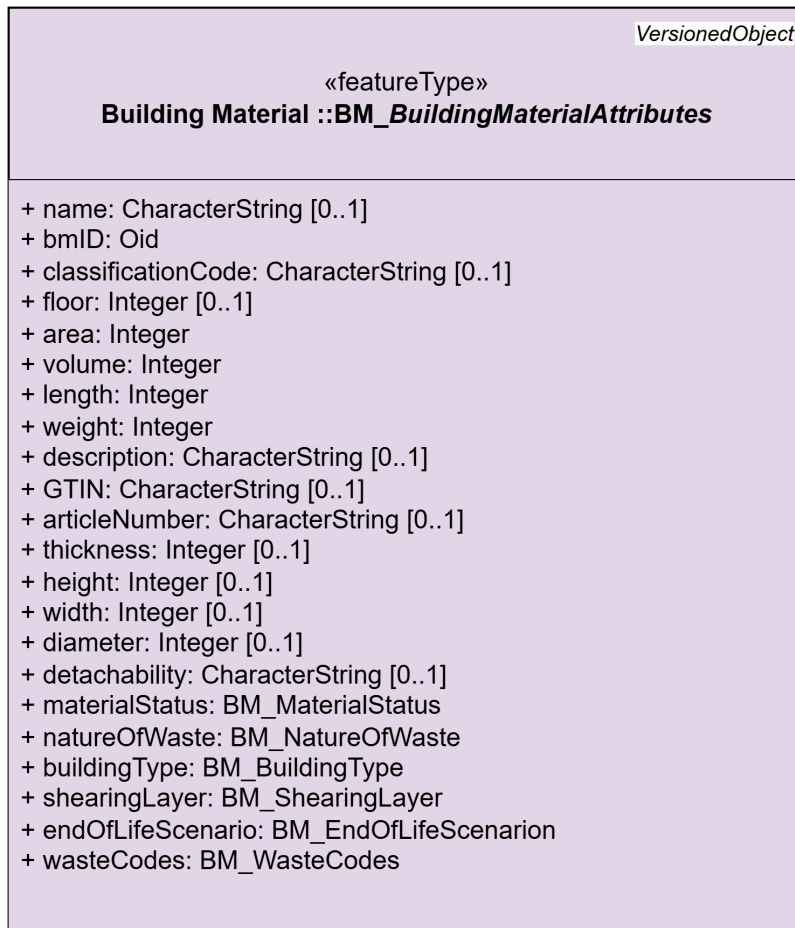 VersionedObject
«featureType»
Building Material ::BM_BuildingMaterialAttributes
+ name: CharacterString [0..1]
+ bmID: Oid
+ classificationCode: CharacterString [0..1]
+ floor: Integer [0..1]
+ area: Integer
+ volume: Integer
+ length: Integer
+ weight: Integer
+ description: CharacterString [0..1]
+ GTIN: CharacterString [0..1]
+ articleNumber: CharacterString [0..1]
+ thickness: Integer [0..1]
+ height: Integer [0..1]
+ width: Integer [0..1]
+ diameter: Integer [0..1]
+ detachability: CharacterString [0..1]
+ materialStatus: BM_MaterialStatus
+ natureOfWaste: BM_NatureOfWaste
+ buildingType: BM_BuildingType
+ shearingLayer: BM_ShearingLayer
+ endOfLifeScenario: BM_EndOfLifeScenarion
+ wasteCodes: BM_WasteCodes